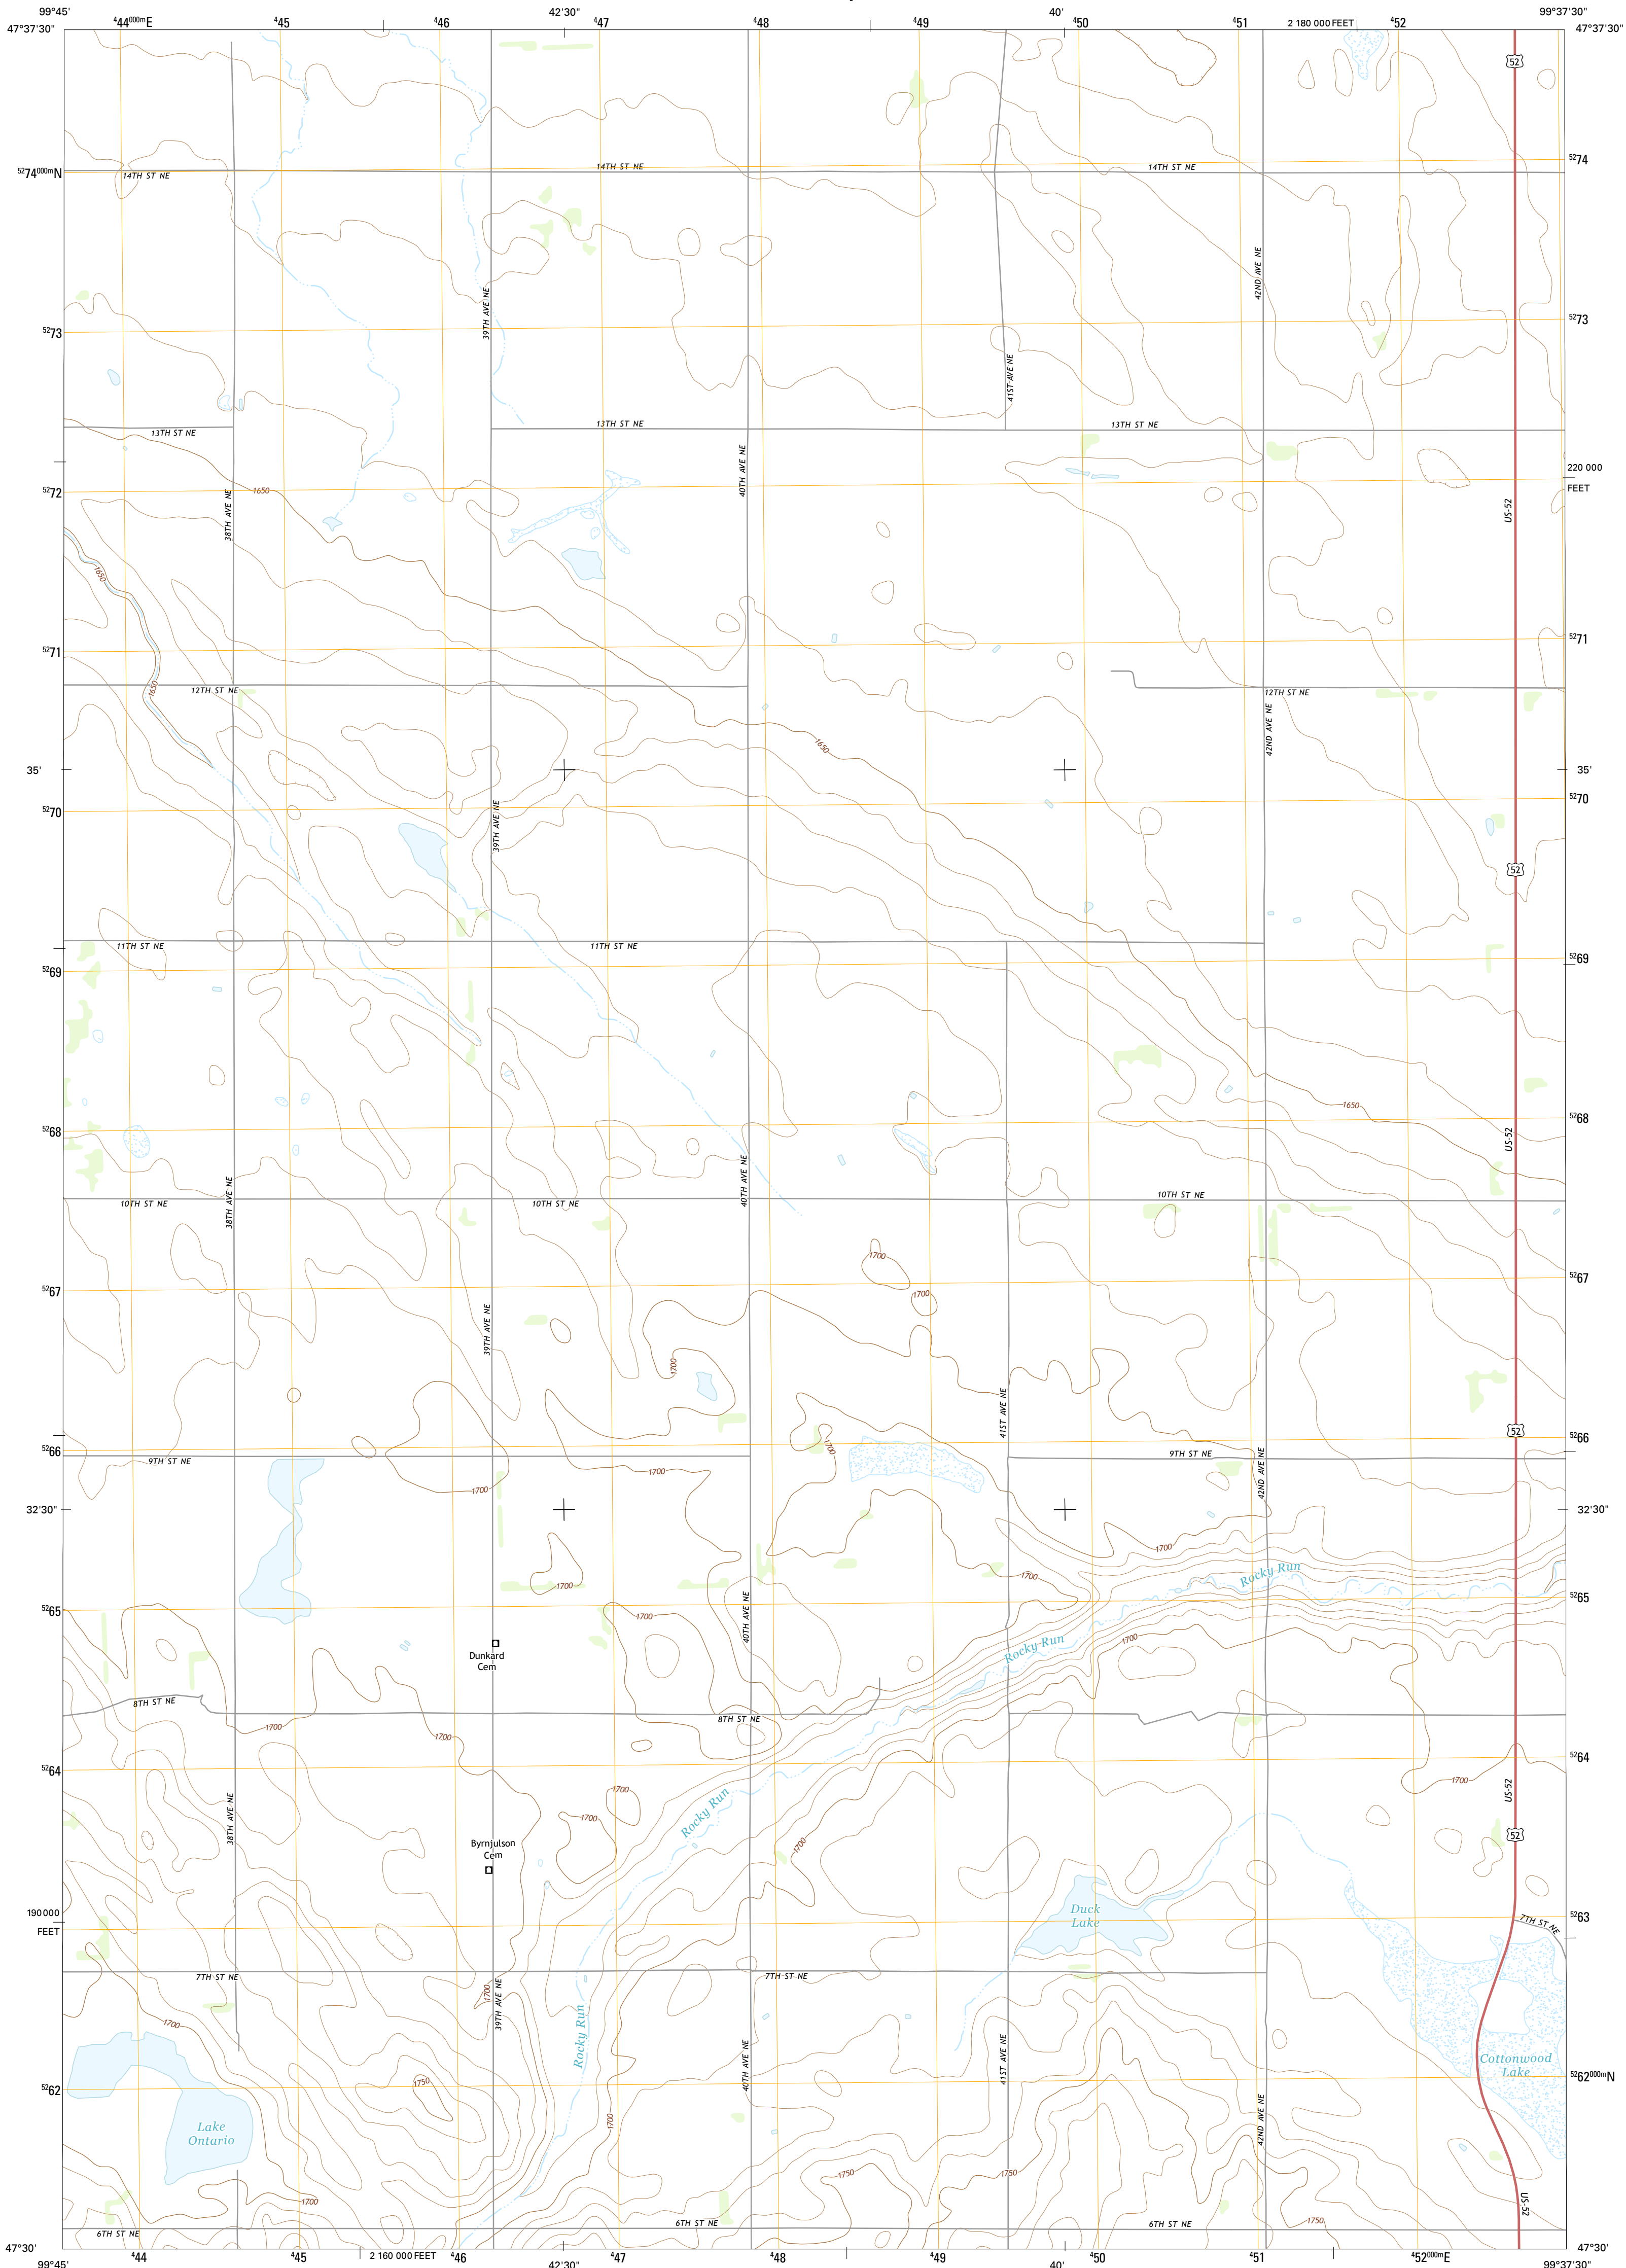 99°45' ⁴44⁰⁰⁰ᵐE ⁴45 ⁴46 42'30" ⁴47 ⁴48 ⁴49 40' ⁴50 ⁴51 2 180 000 FEET ⁴52 99°37'30"
47°37'30" 47°37'30"
52
14TH ST NE 14TH ST NE
⁵²74
⁵²74⁰⁰⁰ᵐN
14TH ST NE
42ND AVE NE
39TH AVE NE
⁵²73 ⁵²73
41ST AVE NE
13TH ST NE 13TH ST NE 13TH ST NE
40TH AVE NE
220 000
FEET
⁵²72 1650 ⁵²72
38TH AVE NE US-52
1650
⁵²71 ⁵²71
1650
12TH ST NE 12TH ST NE
42ND AVE NE
1650
35' 35'
⁵²70 ⁵²70
39TH AVE NE
52
11TH ST NE 11TH ST NE
⁵²69 ⁵²69
1650
⁵²68 ⁵²68
US-52
40TH AVE NE
38TH AVE NE
10TH ST NE 10TH ST NE 10TH ST NE
1700
⁵²67 ⁵²67
1700
39TH AVE NE
1700
41ST AVE NE
52
⁵²66 ⁵²66
1700
9TH ST NE 9TH ST NE
1700
42ND AVE NE
1700
32'30" 32'30"
1700
Rocky Run
1700 1700
⁵²65 ⁵²65
1700
40TH AVE NE
1700
Rocky Run
Dunkard
Cem
8TH ST NE
8TH ST NE
1700
1700
⁵²64 ⁵²64
1700
US-52
1700
Rocky Run
1700
38TH AVE NE
52
Byrnjulson
Cem
1700
Duck
Lake
190 000
FEET
⁵²63
7TH ST NE
7TH ST NE 7TH ST NE
1700
39TH AVE NE
1700
Rocky Run
40TH AVE NE
41ST AVE NE
Cottonwood
Lake
1750
⁵²62 ⁵²62⁰⁰⁰ᵐN
1700
42ND AVE NE
Lake
Ontario
1750 1750
1700
US-52
1750
6TH ST NE 6TH ST NE 6TH ST NE
47°30' 47°30'
99°45' ⁴44 ⁴45 2 160 000 FEET ⁴46 42'30" ⁴47 ⁴48 ⁴49 40' ⁴50 ⁴51 ⁴52⁰⁰⁰ᵐE 99°37'30"